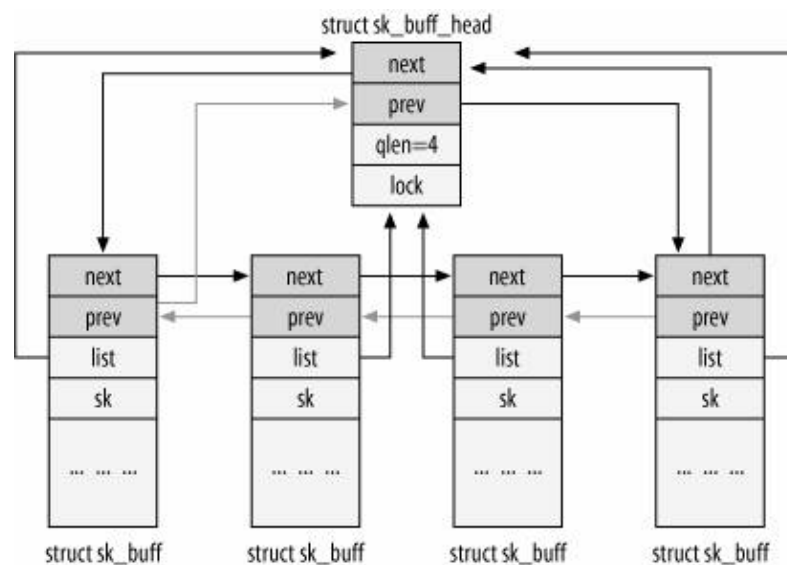 struct sk_buff_head
next
prev
qlen=4
lock
next next next next
prev prev prev prev
list list list list
sk sk sk sk
... ... ... ... ... ... ... ... ... ... ... ...
struct sk_buff struct sk_buff struct sk_buff struct sk_buff